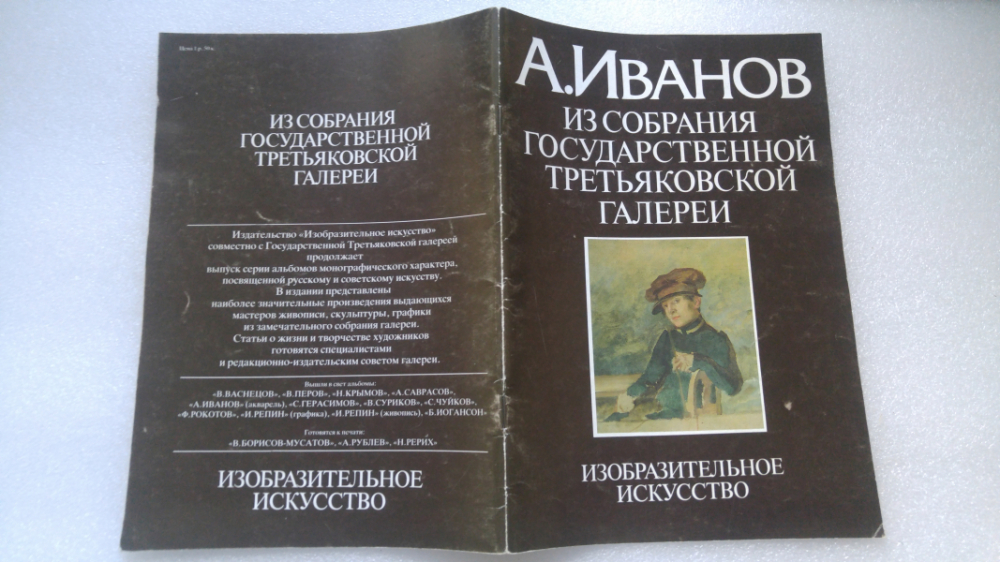 Цена 1 р. 50 к.
ИЗ СОБРАНИЯ
ГОСУДАРСТВЕННОЙ
ТРЕТЬЯКОВСКОЙ
ГАЛЕРЕИ
Издательство «Изобразительное искусство»
совместно с Государственной Третьяковской галереей
продолжает
выпуск серии альбомов монографического характера,
посвященной русскому и советскому искусству.
В издании представлены
наиболее значительные произведения выдающихся
мастеров живописи, скульптуры, графики
из замечательного собрания галереи.
Статьи о жизни и творчестве художников
готовятся специалистами
и редакционно-издательским советом галереи.
Вышли в свет альбомы:
«В.ВАСНЕЦОВ», «В.ПЕРОВ», «Н.КРЫМОВ», «А.САВРАСОВ»,
«А.ИВАНОВ» (акварель), «С.ГЕРАСИМОВ», «В.СУРИКОВ», «С.ЧУЙКОВ»,
«Ф.РОКОТОВ», «И.РЕПИН» (графика), «И.РЕПИН» (живопись), «Б.ИОГАНСОН»
Готовятся к печати:
«В.БОРИСОВ-МУСАТОВ», «А.РУБЛЕВ», «Н.РЕРИХ»
ИЗОБРАЗИТЕЛЬНОЕ
ИСКУССТВО
А.ИВАНОВ
ИЗ СОБРАНИЯ
ГОСУДАРСТВЕННОЙ
ТРЕТЬЯКОВСКОЙ
ГАЛЕРЕИ
ИЗОБРАЗИТЕЛЬНОЕ
ИСКУССТВО